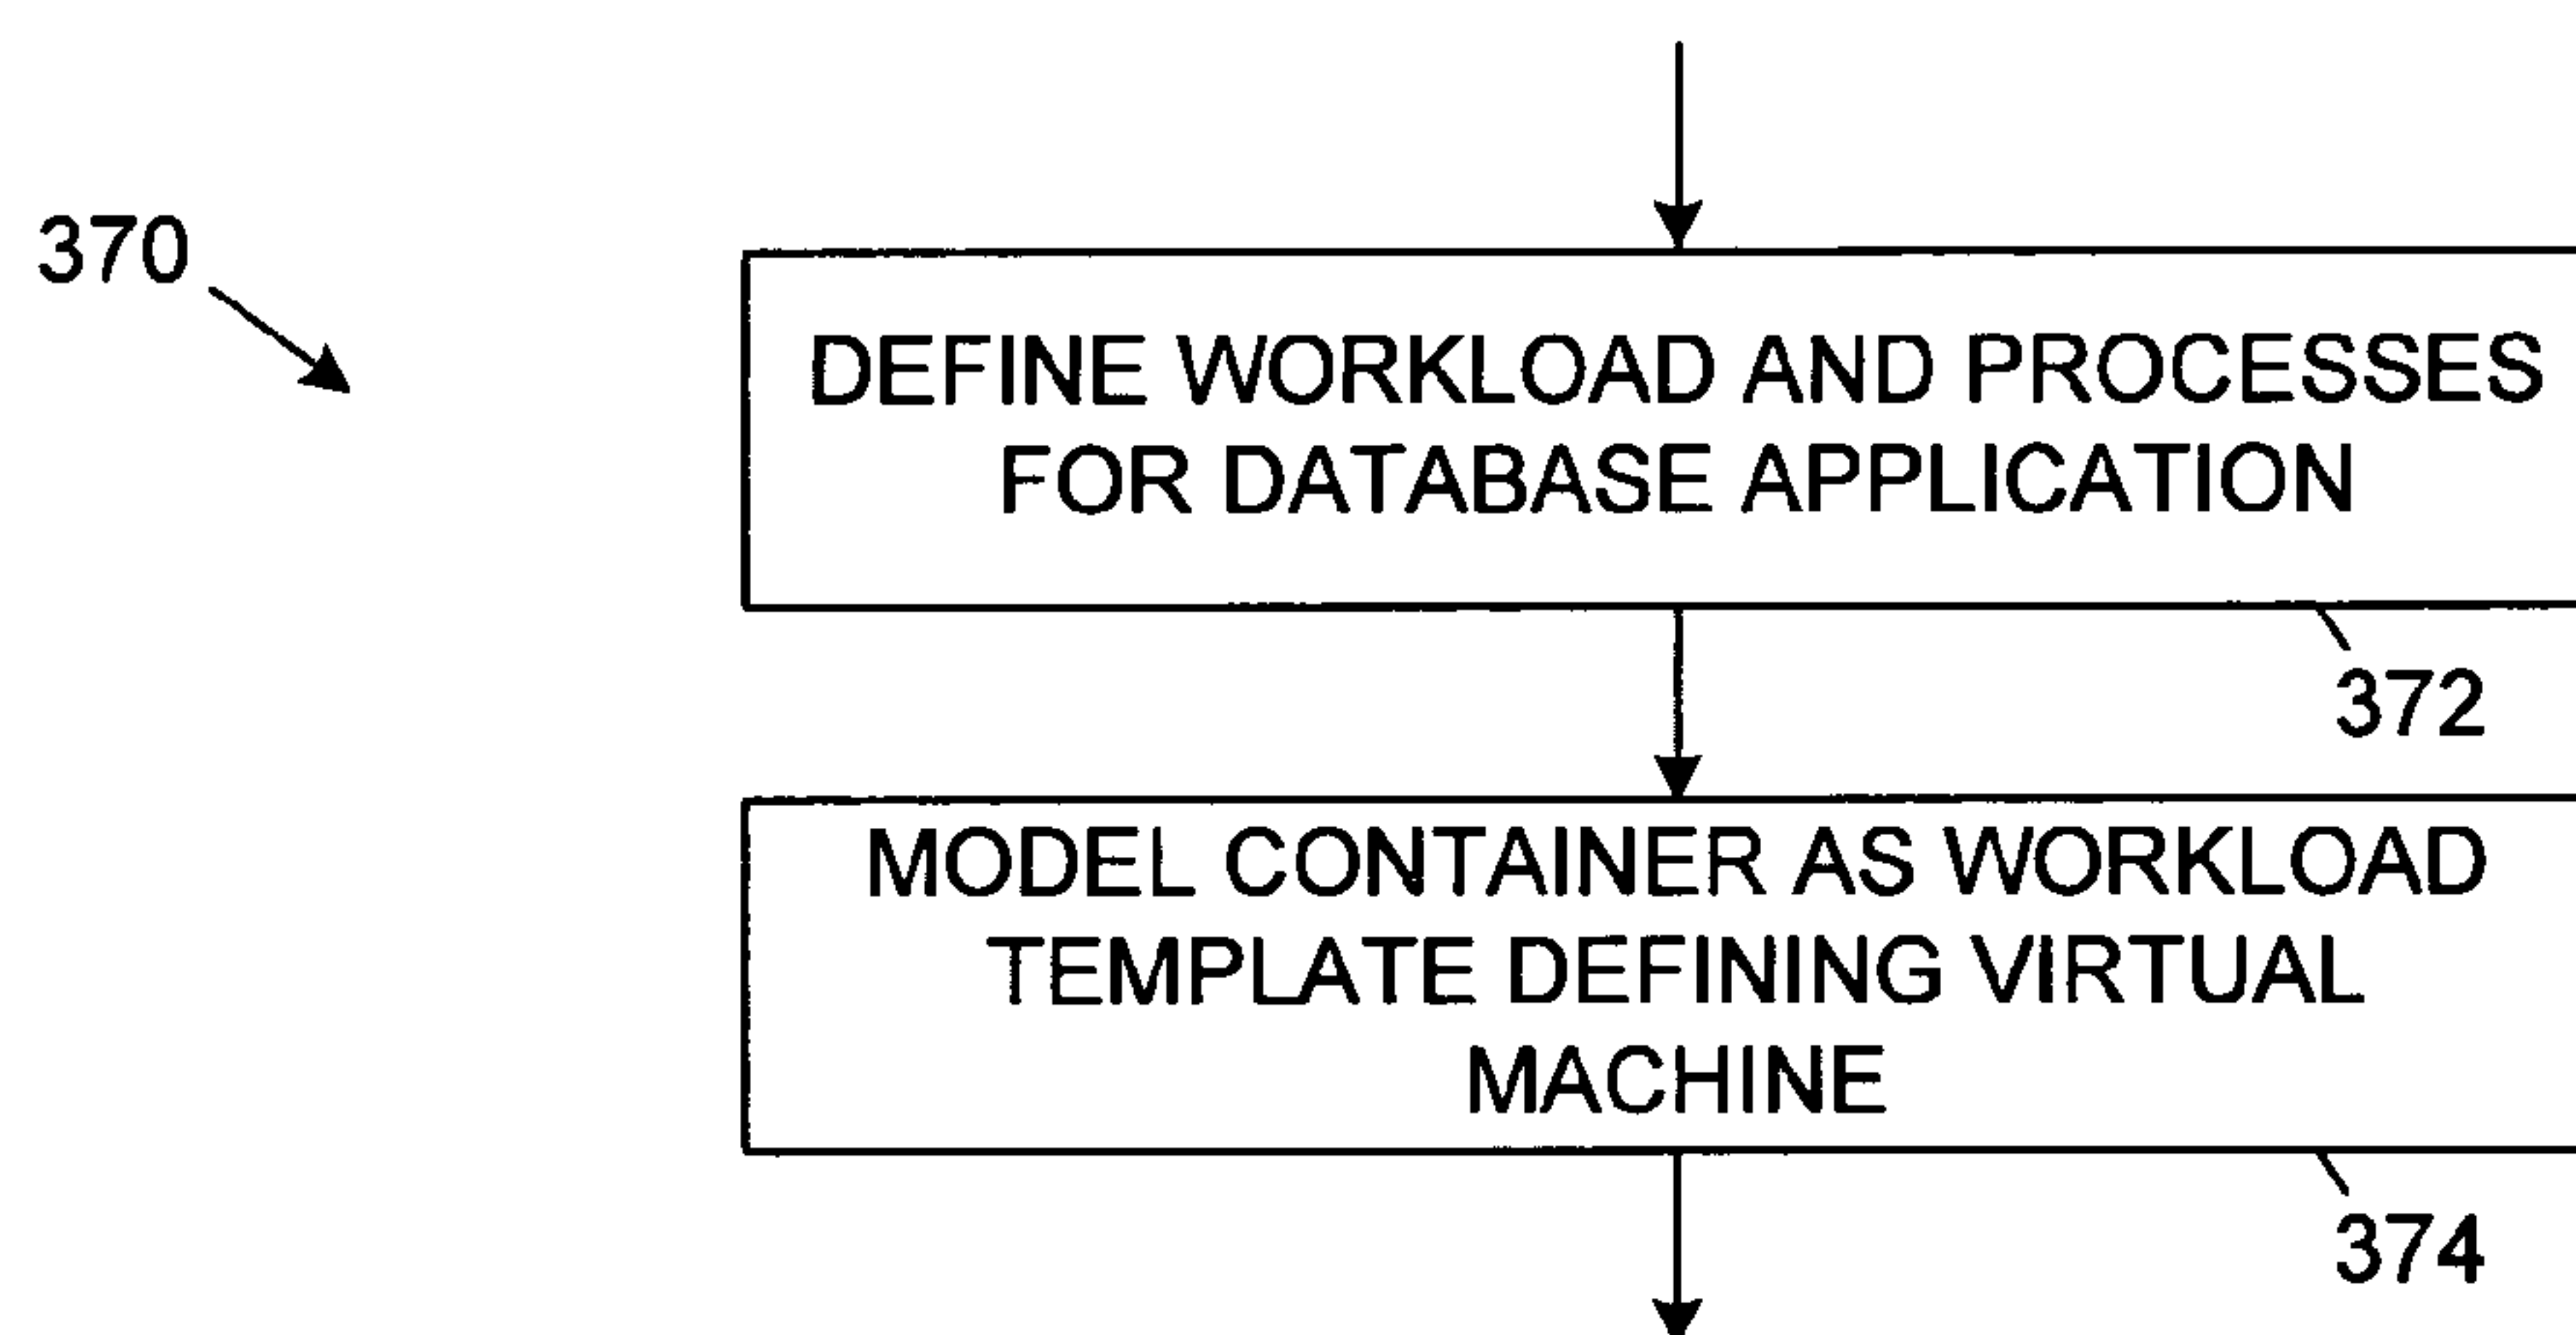 370
DEFINE WORKLOAD AND PROCESSES
FOR DATABASE APPLICATION
372
MODEL CONTAINER AS WORKLOAD
TEMPLATE DEFINING VIRTUAL
MACHINE
374